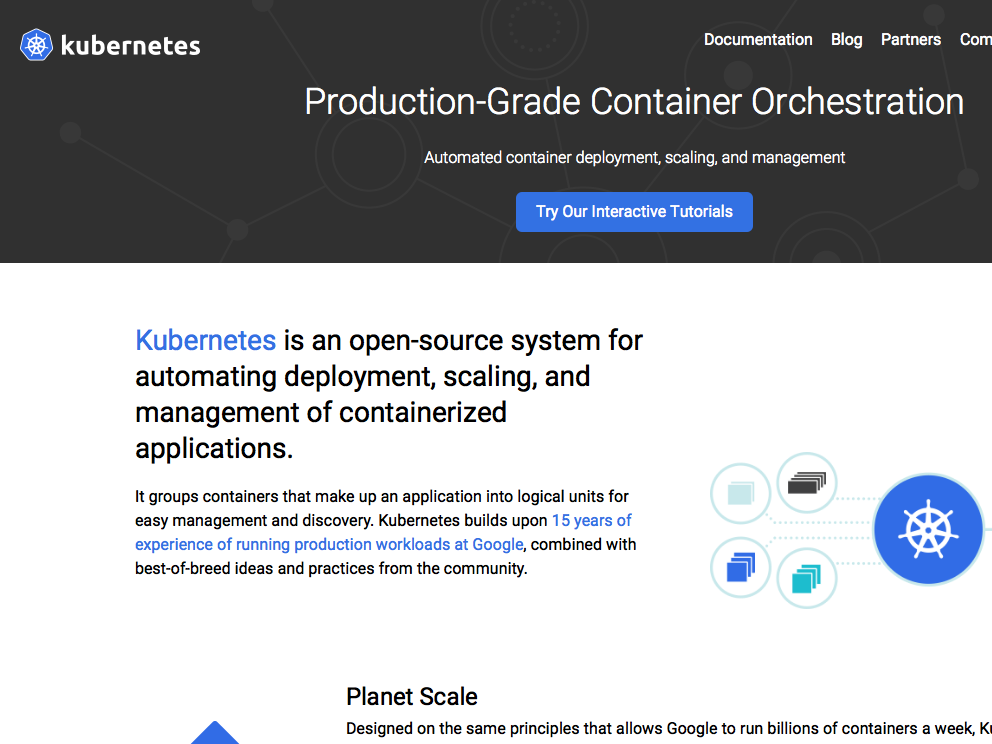 kubernetes
Documentation Blog Partners Com
Production-Grade Container Orchestration
Automated container deployment, scaling, and management
Try Our Interactive Tutorials
Kubernetes is an open-source system for
automating deployment, scaling, and
management of containerized
applications.
It groups containers that make up an application into logical units for
easy management and discovery. Kubernetes builds upon 15 years of
experience of running production workloads at Google, combined with
best-of-breed ideas and practices from the community.
Planet Scale
Designed on the same principles that allows Google to run billions of containers a week, Ku